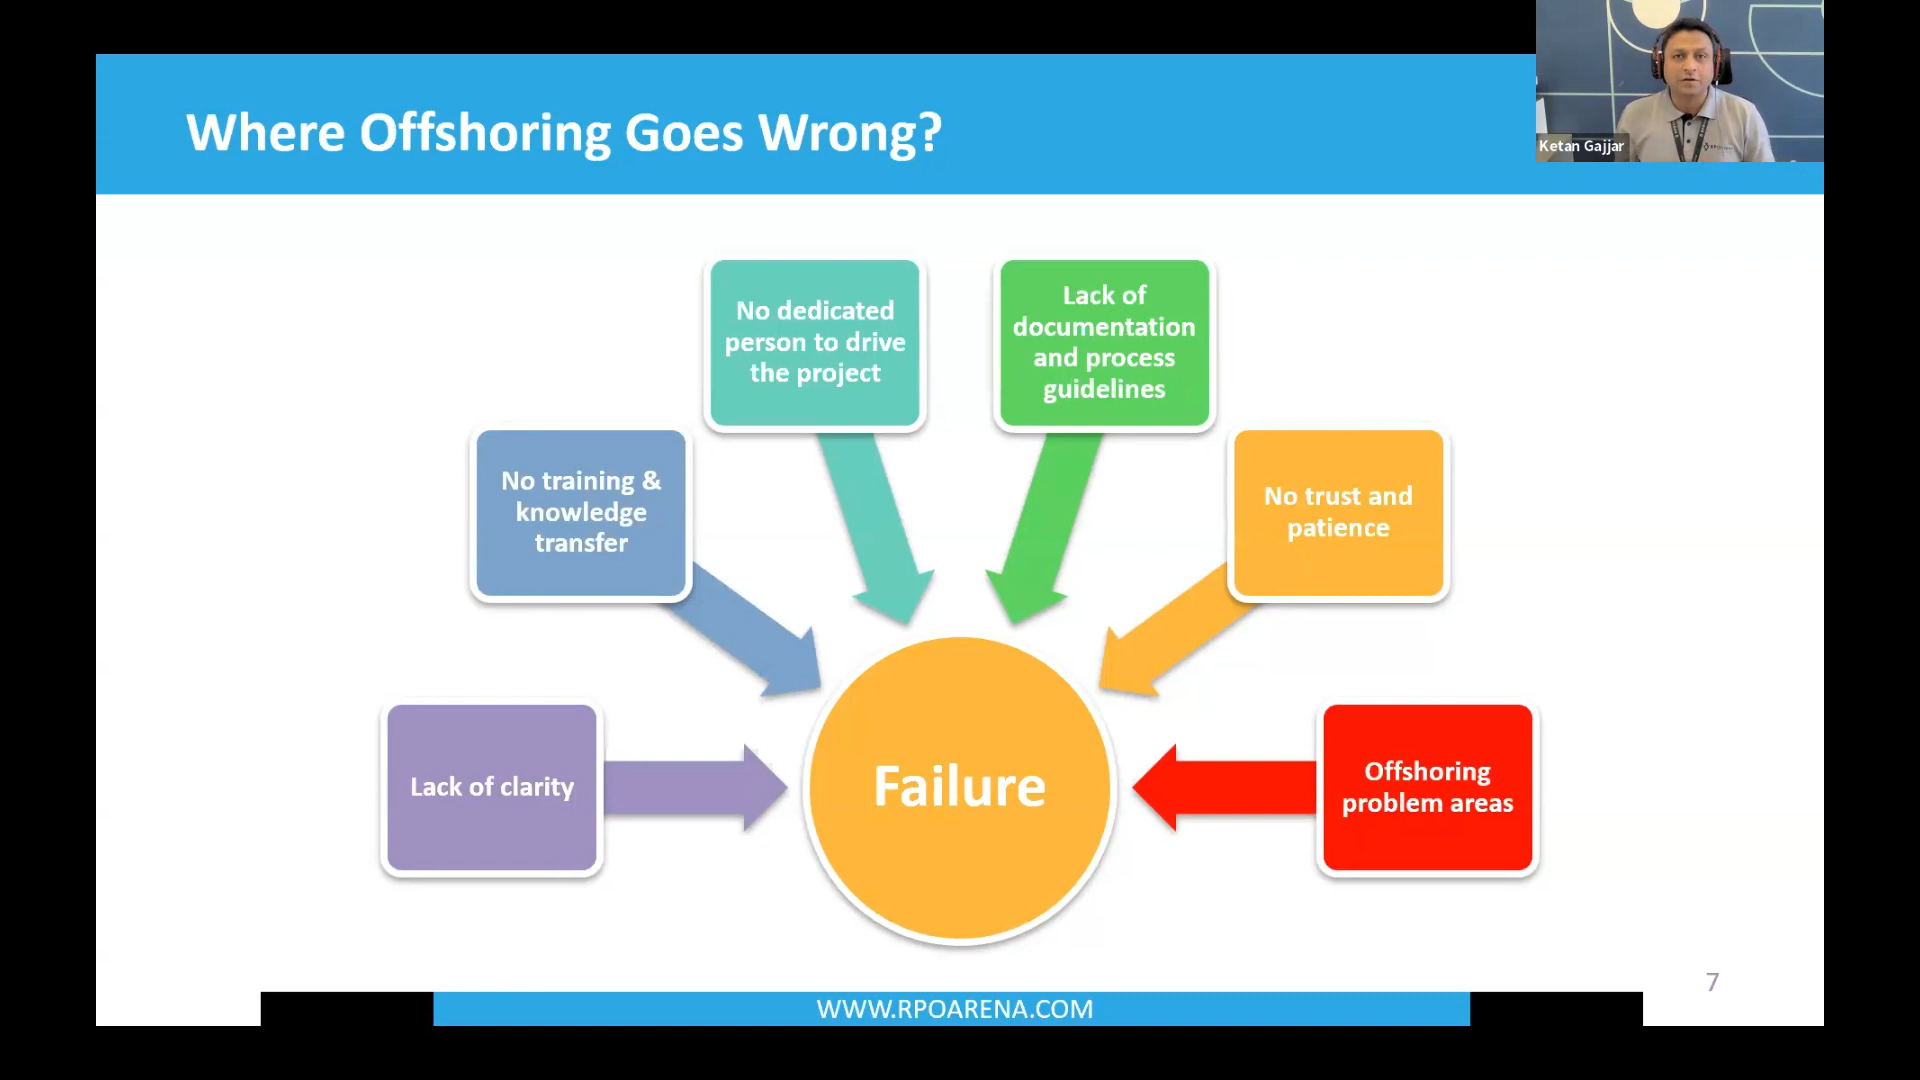 Where Offshoring Goes Wrong?
Ketan Gajjar
No dedicated
person to drive
the project
Lack of
documentation
and process
guidelines
No training &
knowledge
transfer
No trust and
patience
Lack of clarity
Failure
Offshoring
problem areas
7
WWW.RPOARENA.COM